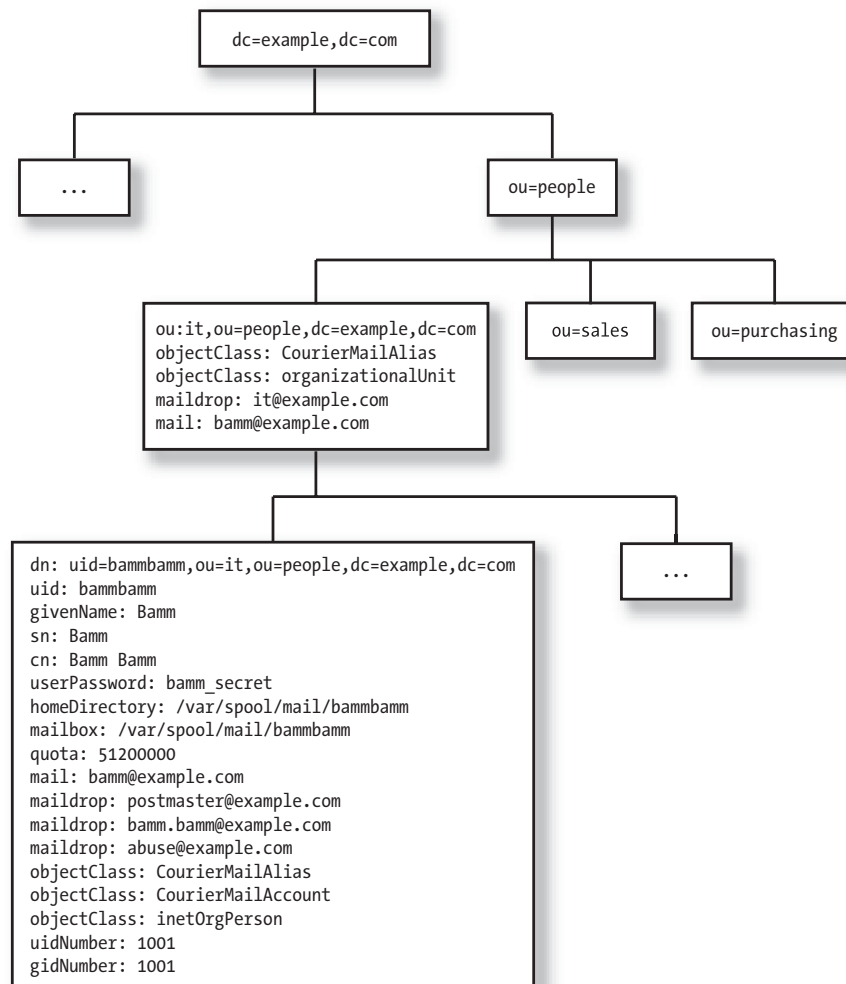 dc=example,dc=com
...
ou=people
ou:it,ou=people,dc=example,dc=com
objectClass: CourierMailAlias
objectClass: organizationalUnit
maildrop: it@example.com
mail: bamm@example.com
ou=sales
ou=purchasing
dn: uid=bammbamm,ou=it,ou=people,dc=example,dc=com
uid: bammbamm
givenName: Bamm
sn: Bamm
cn: Bamm Bamm
userPassword: bamm_secret
homeDirectory: /var/spool/mail/bammbamm
mailbox: /var/spool/mail/bammbamm
quota: 51200000
mail: bamm@example.com
maildrop: postmaster@example.com
maildrop: bamm.bamm@example.com
maildrop: abuse@example.com
objectClass: CourierMailAlias
objectClass: CourierMailAccount
objectClass: inetOrgPerson
uidNumber: 1001
gidNumber: 1001
...